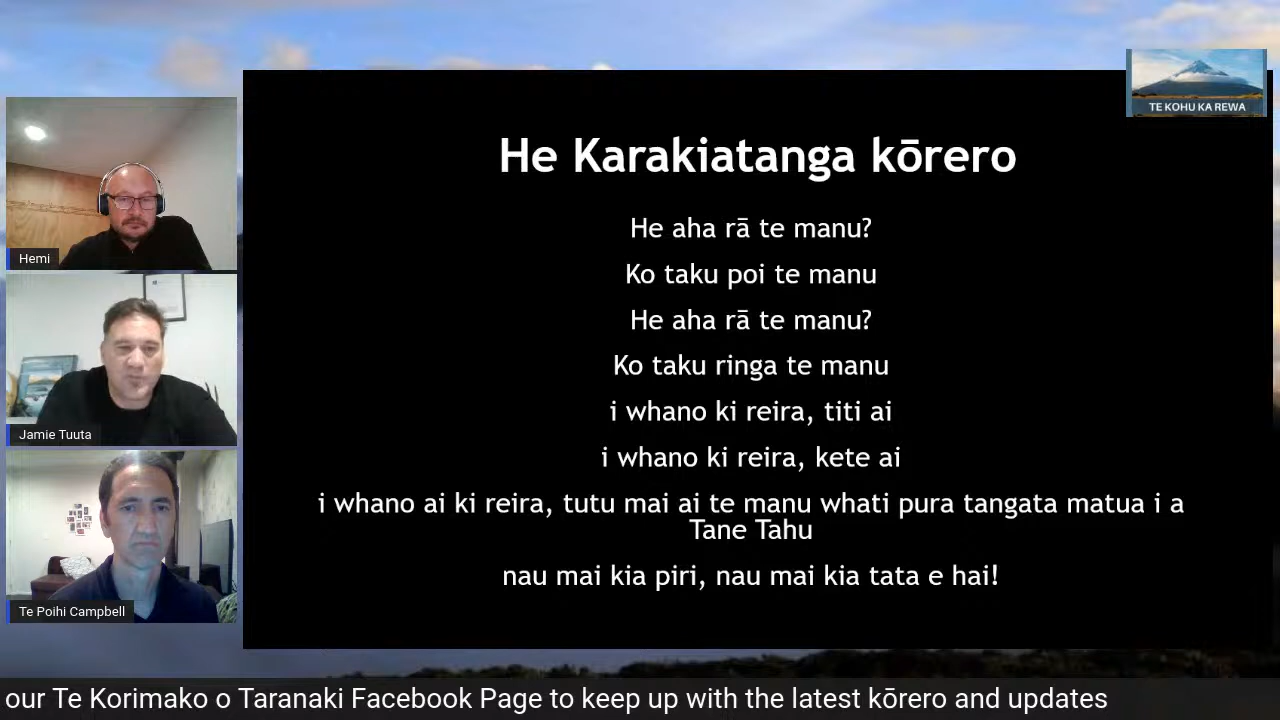 TE KOHU KA REWA
He Karakiatanga kōrero
He aha rā te manu?
Ko taku poi te manu
He aha rā te manu?
Ko taku ringa te manu
i whano ki reira, titi ai
i whano ki reira, kete ai
i whano ai ki reira, tutu mai ai te manu whati pura tangata matua i a
Tane Tahu
nau mai kia piri, nau mai kia tata e hai!
Hemi
Jamie Tuuta
Te Poihi Campbell
our Te Korimako o Taranaki Facebook Page to keep up with the latest kōrero and updates